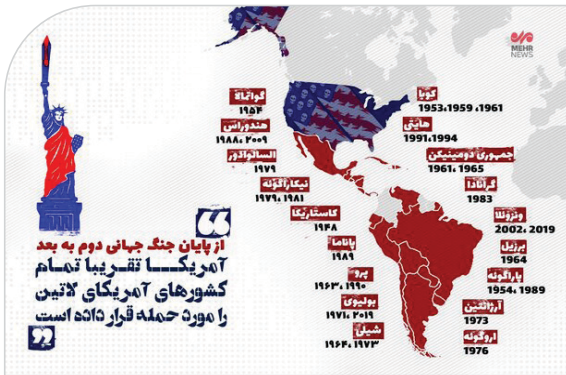 مهر
MEHR
NEWS
گواتمالا
۱۹۵۴
هندوراس
۱۹۸۸، ۲۰۰۹
السالوادور
۱۹۷۹
نیکاراگوئه
۱۹۷۹، ۱۹۸۱
کاستاریکا
۱۹۴۸
پاناما
۱۹۸۹
پرو
۱۹۶۳، ۱۹۹۰
بولیوی
۱۹۷۱، ۲۰۱۹
شیلی
۱۹۶۴، ۱۹۷۳
کوبا
1953،1959 ،1961
هایتی
1991،1994
جمهوری دومینیکن
1961، 1965
گرانادا
1983
ونزوئلا
2002، 2019
برزیل
1964
پاراگوئه
1954، 1989
آرژانتین
1973
اروگوئه
1976
از پایان جنگ جهانی دوم به بعد
آمریکا تقریبا تمام
کشورهای آمریکای لاتین
را مورد حمله قرار داده است